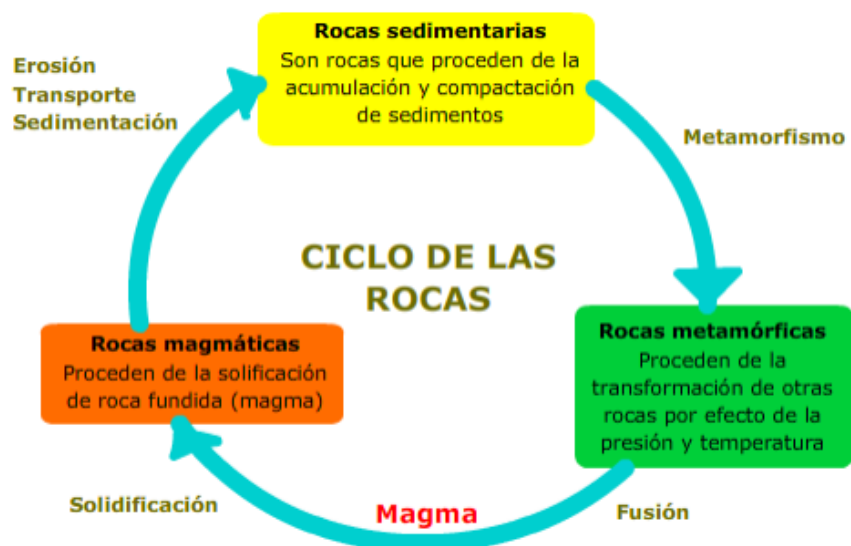 Rocas sedimentarias
Son rocas que proceden de la
acumulación y compactación
de sedimentos
Erosión
Transporte
Sedimentación
Metamorfismo
CICLO DE LAS
ROCAS
Rocas magmáticas
Proceden de la solificación
de roca fundida (magma)
Rocas metamórficas
Proceden de la
transformación de otras
rocas por efecto de la
presión y temperatura
Solidificación
Magma
Fusión